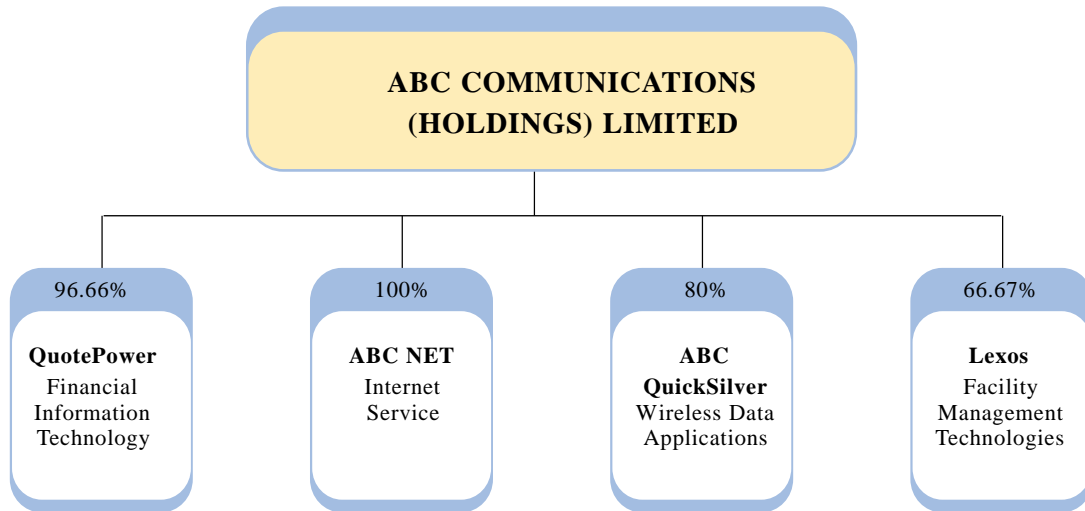 ABC COMMUNICATIONS
(HOLDINGS) LIMITED
96.66%
QuotePower
Financial
Information
Technology
100%
ABC NET
Internet
Service
80%
ABC
QuickSilver
Wireless Data
Applications
66.67%
Lexos
Facility
Management
Technologies